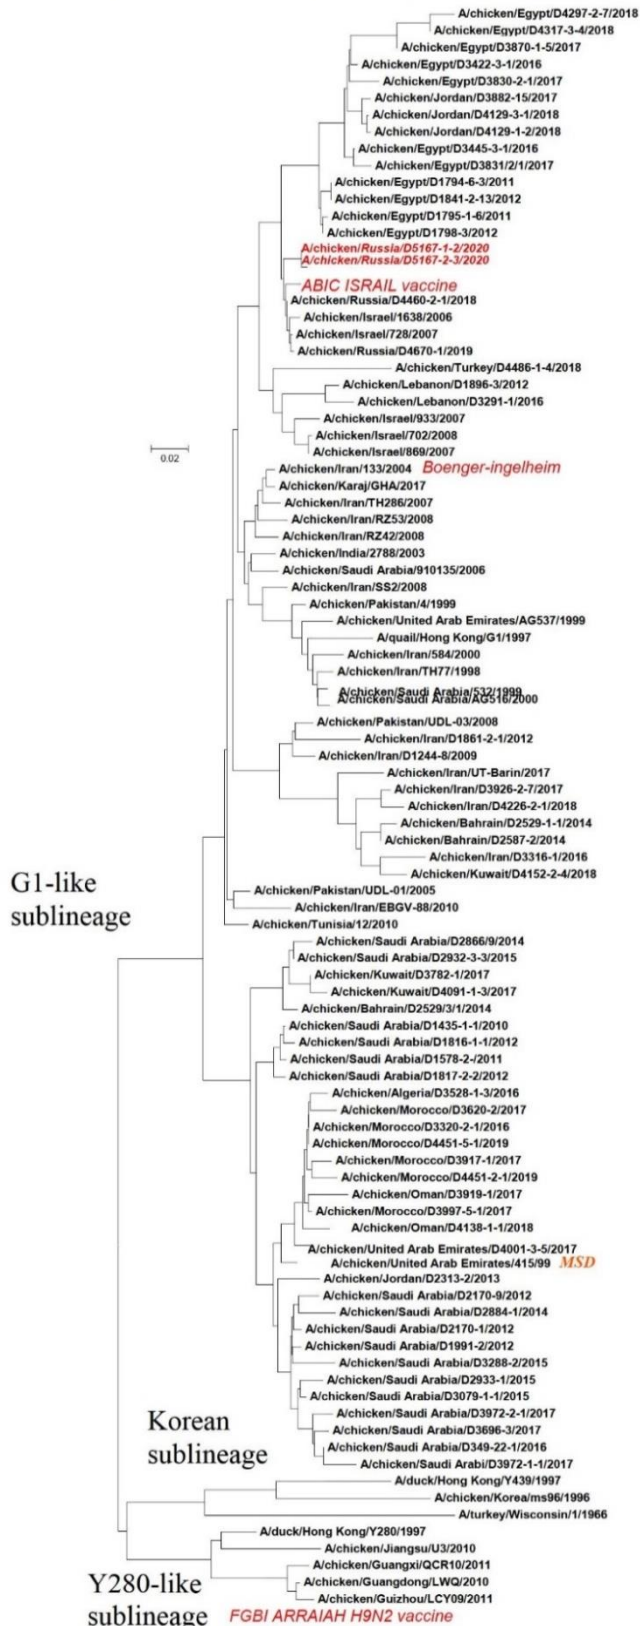 A/chicken/Egypt/D4297-2-7/2018
A/chicken/Egypt/D4317-3-4/2018
A/chicken/Egypt/D3870-1-5/2017
A/chicken/Egypt/D3422-3-1/2016
A/chicken/Egypt/D3830-2-1/2017
A/chicken/Jordan/D3882-15/2017
A/chicken/Jordan/D4129-3-1/2018
A/chicken/Jordan/D4129-1-2/2018
A/chicken/Egypt/D3445-3-1/2016
A/chicken/Egypt/D3831/2/1/2017
A/chicken/Egypt/D1794-6-3/2011
A/chicken/Egypt/D1841-2-13/2012
A/chicken/Egypt/D1795-1-6/2011
A/chicken/Egypt/D1798-3/2012
A/chicken/Russia/D5167-1-2/2020
A/chicken/Russia/D5167-2-3/2020
ABIC ISRAIL vaccine
A/chicken/Russia/D4460-2-1/2018
A/chicken/Israel/1638/2006
A/chicken/Israel/728/2007
A/chicken/Russia/D4670-1/2019
A/chicken/Turkey/D4486-1-4/2018
A/chicken/Lebanon/D1896-3/2012
A/chicken/Lebanon/D3291-1/2016
A/chicken/Israel/933/2007
A/chicken/Israel/702/2008
A/chicken/Israel/869/2007
0.02
A/chicken/Iran/133/2004 Boenger-ingelheim
A/chicken/Karaj/GHA/2017
A/chicken/Iran/TH286/2007
A/chicken/Iran/RZ53/2008
A/chicken/Iran/RZ42/2008
A/chicken/India/2788/2003
A/chicken/Saudi Arabia/910135/2006
A/chicken/Iran/SS2/2008
A/chicken/Pakistan/4/1999
A/chicken/United Arab Emirates/AG537/1999
A/quail/Hong Kong/G1/1997
A/chicken/Iran/584/2000
A/chicken/Iran/TH77/1998
A/chicken/Saudi Arabia/532/1999
A/chicken/Saudi Arabia/AG516/2000
A/chicken/Pakistan/UDL-03/2008
A/chicken/Iran/D1861-2-1/2012
A/chicken/Iran/D1244-8/2009
A/chicken/Iran/UT-Barin/2017
A/chicken/Iran/D3926-2-7/2017
A/chicken/Iran/D4226-2-1/2018
A/chicken/Bahrain/D2529-1-1/2014
A/chicken/Bahrain/D2587-2/2014
A/chicken/Iran/D3316-1/2016
A/chicken/Kuwait/D4152-2-4/2018
G1-like
sublineage
A/chicken/Pakistan/UDL-01/2005
A/chicken/Iran/EBGV-88/2010
A/chicken/Tunisia/12/2010
A/chicken/Saudi Arabia/D2866/9/2014
A/chicken/Saudi Arabia/D2932-3-3/2015
A/chicken/Kuwait/D3782-1/2017
A/chicken/Kuwait/D4091-1-3/2017
A/chicken/Bahrain/D2529/3/1/2014
A/chicken/Saudi Arabia/D1435-1-1/2010
A/chicken/Saudi Arabia/D1816-1-1/2012
A/chicken/Saudi Arabia/D1578-2-/2011
A/chicken/Saudi Arabia/D1817-2-2/2012
A/chicken/Algeria/D3528-1-3/2016
A/chicken/Morocco/D3620-2/2017
A/chicken/Morocco/D3320-2-1/2016
A/chicken/Morocco/D4451-5-1/2019
A/chicken/Morocco/D3917-1/2017
A/chicken/Morocco/D4451-2-1/2019
A/chicken/Oman/D3919-1/2017
A/chicken/Morocco/D3997-5-1/2017
A/chicken/Oman/D4138-1-1/2018
A/chicken/United Arab Emirates/D4001-3-5/2017
A/chicken/United Arab Emirates/415/99 MSD
A/chicken/Jordan/D2313-2/2013
A/chicken/Saudi Arabia/D2170-9/2012
A/chicken/Saudi Arabia/D2884-1/2014
A/chicken/Saudi Arabia/D2170-1/2012
A/chicken/Saudi Arabia/D1991-2/2012
A/chicken/Saudi Arabia/D3288-2/2015
A/chicken/Saudi Arabia/D2933-1/2015
A/chicken/Saudi Arabia/D3079-1-1/2015
A/chicken/Saudi Arabia/D3972-2-1/2017
A/chicken/Saudi Arabia/D3696-3/2017
A/chicken/Saudi Arabia/D349-22-1/2016
A/chicken/Saudi Arabi/D3972-1-1/2017
Korean
sublineage
A/duck/Hong Kong/Y439/1997
A/chicken/Korea/ms96/1996
A/turkey/Wisconsin/1/1966
A/duck/Hong Kong/Y280/1997
A/chicken/Jiangsu/U3/2010
A/chicken/Guangxi/QCR10/2011
A/chicken/Guangdong/LWQ/2010
A/chicken/Guizhou/LCY09/2011
Y280-like
sublineage
FGBI ARRAIAH H9N2 vaccine